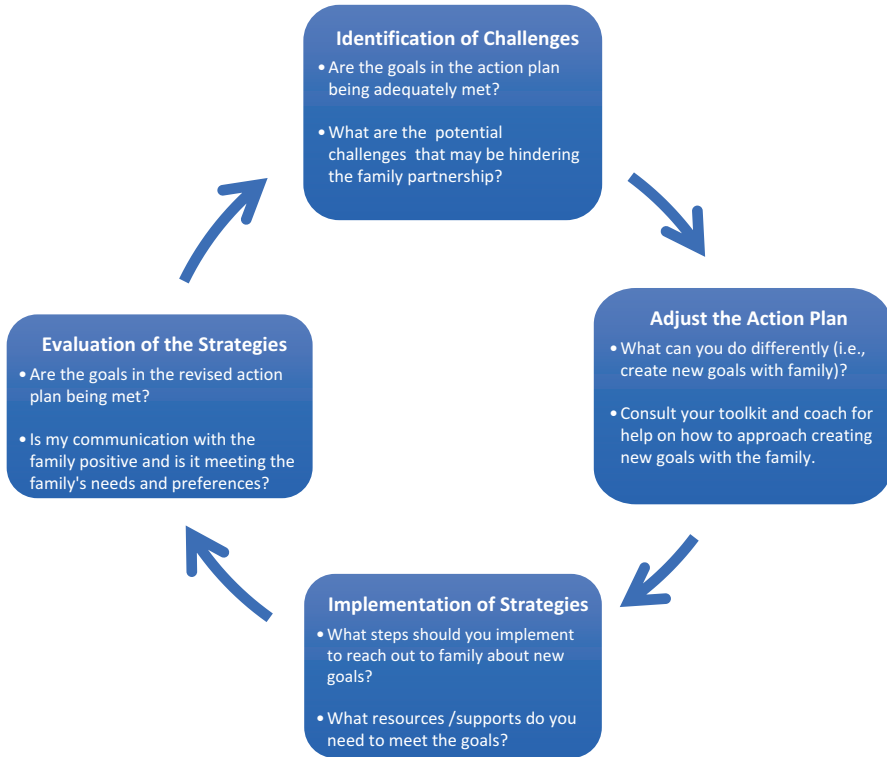 Identification of Challenges
• Are the goals in the action plan
being adequately met?
• What are the potential
challenges that may be hindering
the family partnership?
Adjust the Action Plan
• What can you do differently (i.e.,
create new goals with family)?
• Consult your toolkit and coach for
help on how to approach creating
new goals with the family.
Implementation of Strategies
• What steps should you implement
to reach out to family about new
goals?
• What resources /supports do you
need to meet the goals?
Evaluation of the Strategies
• Are the goals in the revised action
plan being met?
• Is my communication with the
family positive and is it meeting the
family's needs and preferences?